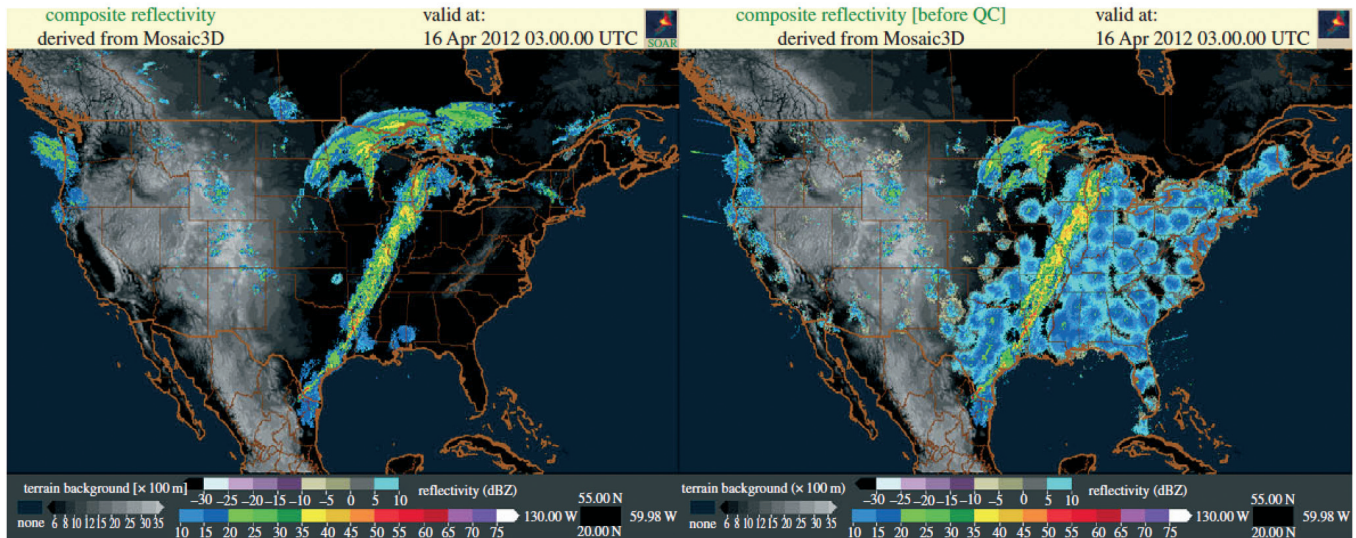 composite reflectivity
valid at:
derived from Mosaic3D
16 Apr 2012 03.00.00 UTC
SOAR
terrain background [× 100 m]
none
6 8 10 12 15 20 25 30 35
−30 −25 −20 −15 −10 −5 0 5 10
reflectivity (dBZ)
10 15 20 25 30 35 40 45 50 55 60 65 70 75
130.00 W
55.00 N
59.98 W
20.00 N
composite reflectivity [before QC]
valid at:
derived from Mosaic3D
16 Apr 2012 03.00.00 UTC
terrain background (× 100 m)
none
6 8 10 12 15 20 25 30 35
−30 −25 −20 −15 −10 −5 0 5 10
reflectivity (dBZ)
10 15 20 25 30 35 40 45 50 55 60 65 70 75
130.00 W
55.00 N
59.98 W
20.00 N